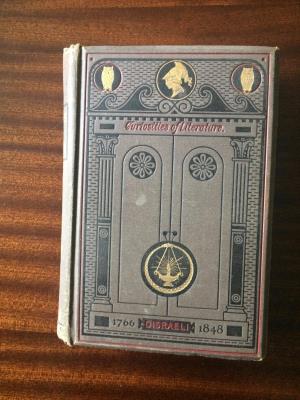 Curiosities of Literature.
1766 DISRAELI 1848